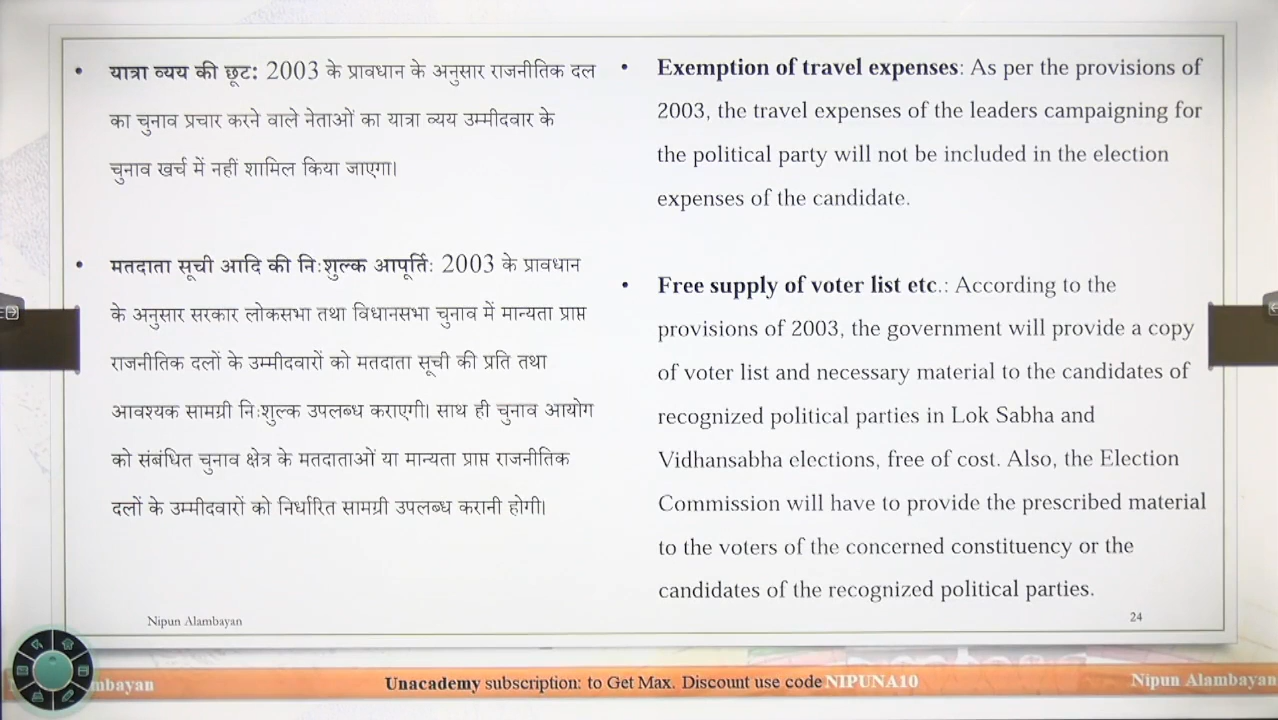 • यात्रा व्यय की छूट: 2003 के प्रावधान के अनुसार राजनीतिक दल
का चुनाव प्रचार करने वाले नेताओं का यात्रा व्यय उम्मीदवार के
चुनाव खर्च में नहीं शामिल किया जाएगा।
• मतदाता सूची आदि की निःशुल्क आपूर्ति: 2003 के प्रावधान
के अनुसार सरकार लोकसभा तथा विधानसभा चुनाव में मान्यता प्राप्त
राजनीतिक दलों के उम्मीदवारों को मतदाता सूची की प्रति तथा
आवश्यक सामग्री निःशुल्क उपलब्ध कराएगी। साथ ही चुनाव आयोग
को संबंधित चुनाव क्षेत्र के मतदाताओं या मान्यता प्राप्त राजनीतिक
दलों के उम्मीदवारों को निर्धारित सामग्री उपलब्ध करानी होगी।
• Exemption of travel expenses: As per the provisions of
2003, the travel expenses of the leaders campaigning for
the political party will not be included in the election
expenses of the candidate.
• Free supply of voter list etc.: According to the
provisions of 2003, the government will provide a copy
of voter list and necessary material to the candidates of
recognized political parties in Lok Sabha and
Vidhansabha elections, free of cost. Also, the Election
Commission will have to provide the prescribed material
to the voters of the concerned constituency or the
candidates of the recognized political parties.
Nipun Alambayan
24
mbayan
Unacademy subscription: to Get Max. Discount use code NIPUNA10
Nipun Alambayan